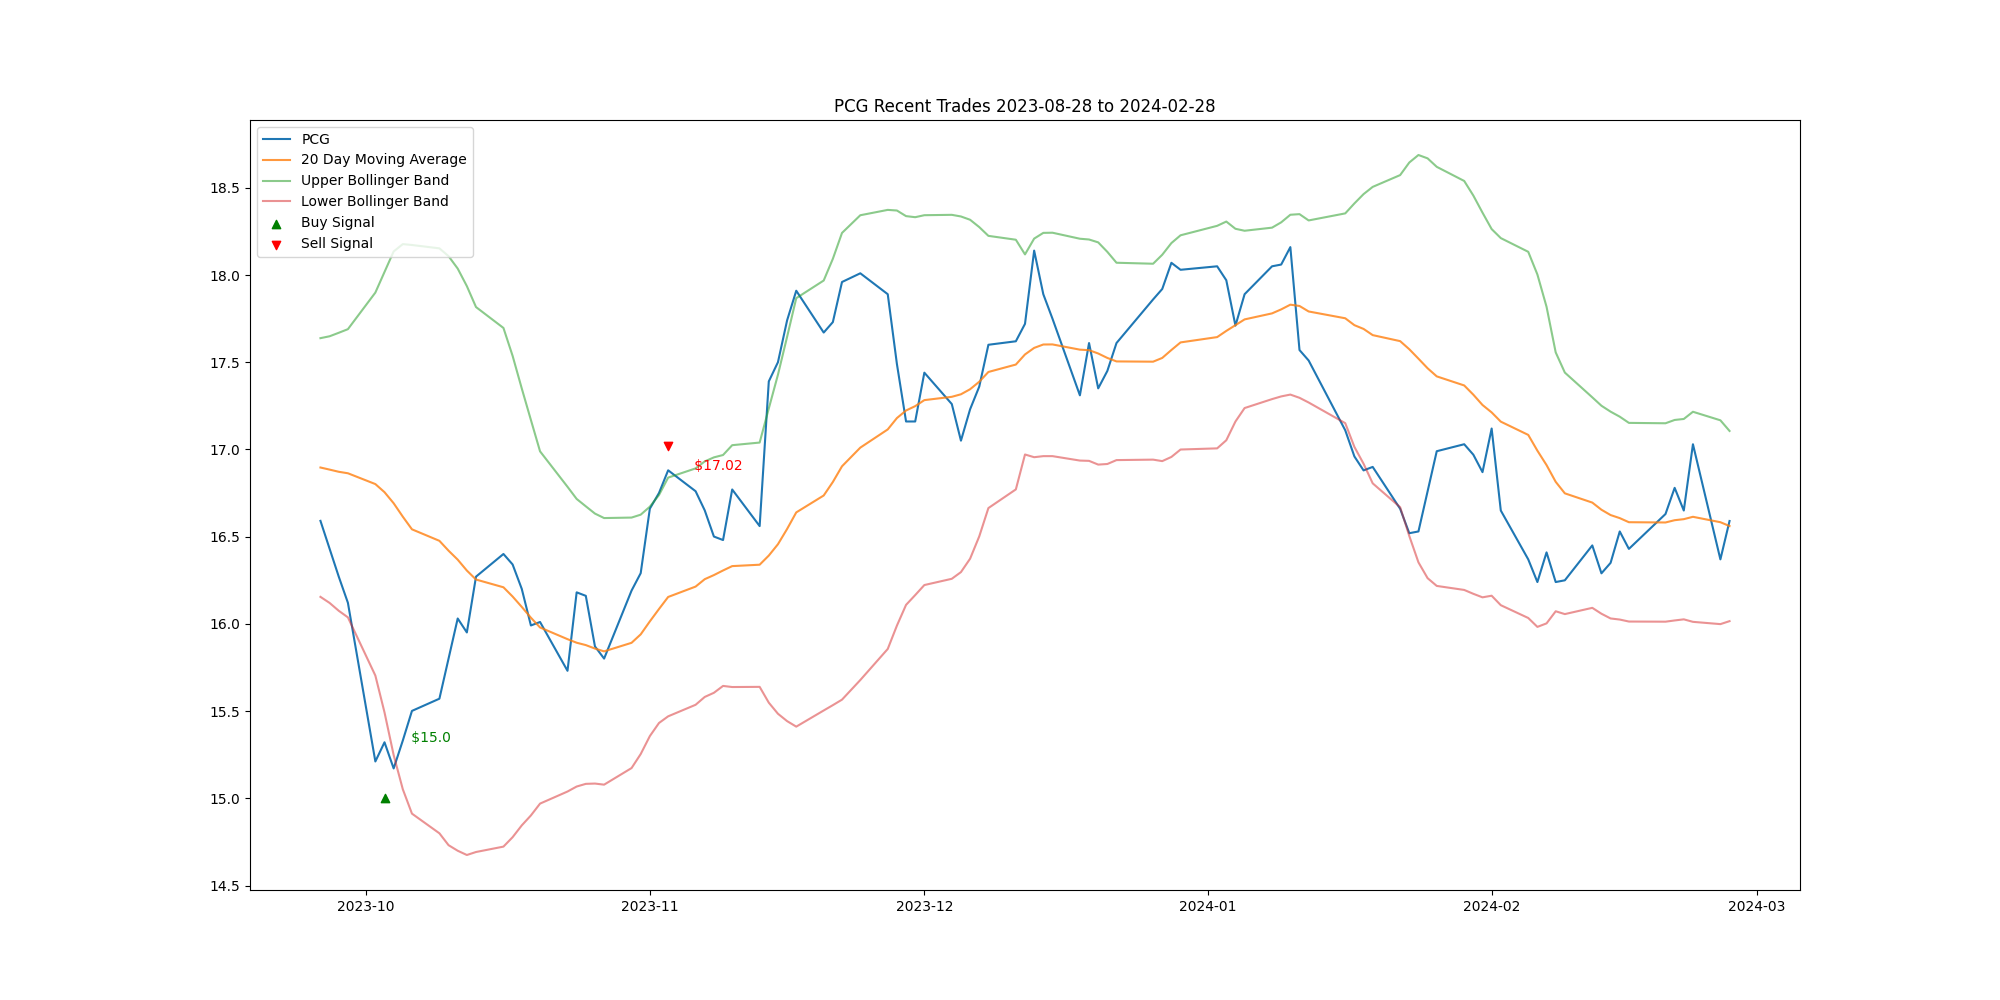 PCG Recent Trades 2023-08-28 to 2024-02-28
PCG
20 Day Moving Average
Upper Bollinger Band
Lower Bollinger Band
Buy Signal
Sell Signal
18.5
18.0
17.5
17.0
16.5
16.0
15.5
15.0
14.5
$17.02
$15.0
2023-10
2023-11
2023-12
2024-01
2024-02
2024-03